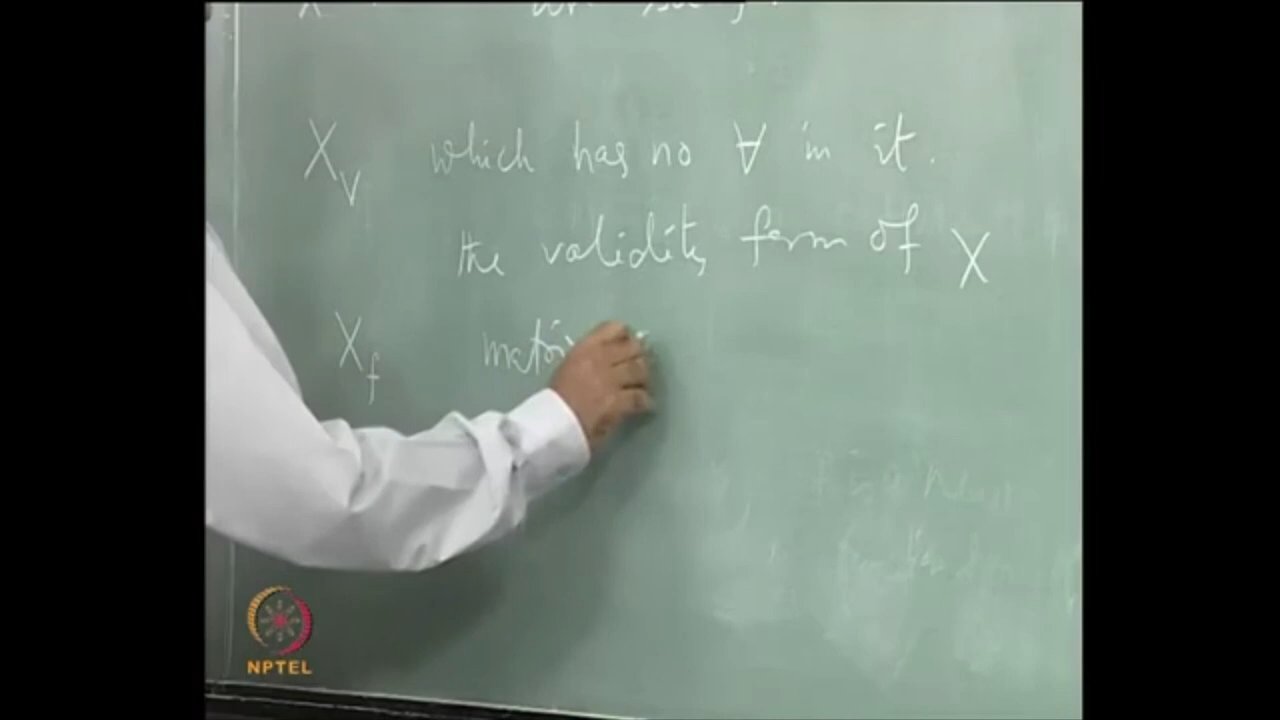 X_V which has no ∀ in it.
the validity form of X
X_f
NPTEL